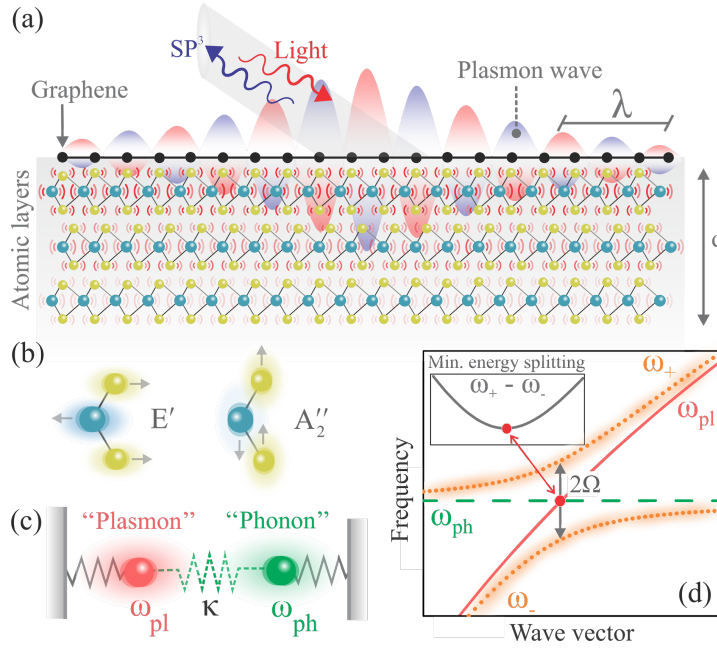 (a)
SP³
Light
Graphene
Plasmon wave
λ
Atomic layers
d
(b)
E′
A₂″
(c)
"Plasmon"
"Phonon"
ω_pl
κ
ω_ph
Min. energy splitting
ω₊ - ω₋
ω₊
ω_pl
2Ω
ω_ph
Frequency
ω₋
(d)
Wave vector